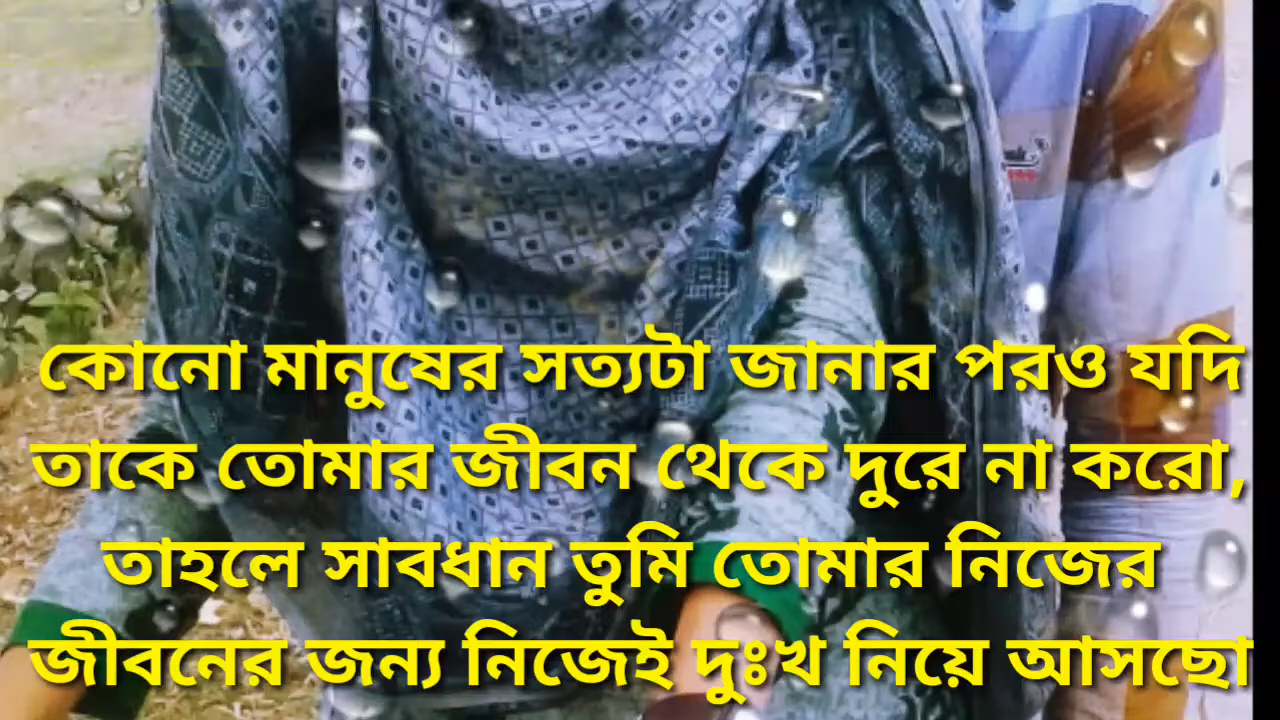 কোনো মানুষের সত্যটা জানার পরও যদি
তাকে তোমার জীবন থেকে দুরে না করো,
তাহলে সাবধান তুমি তোমার নিজের
জীবনের জন্য নিজেই দুঃখ নিয়ে আসছো